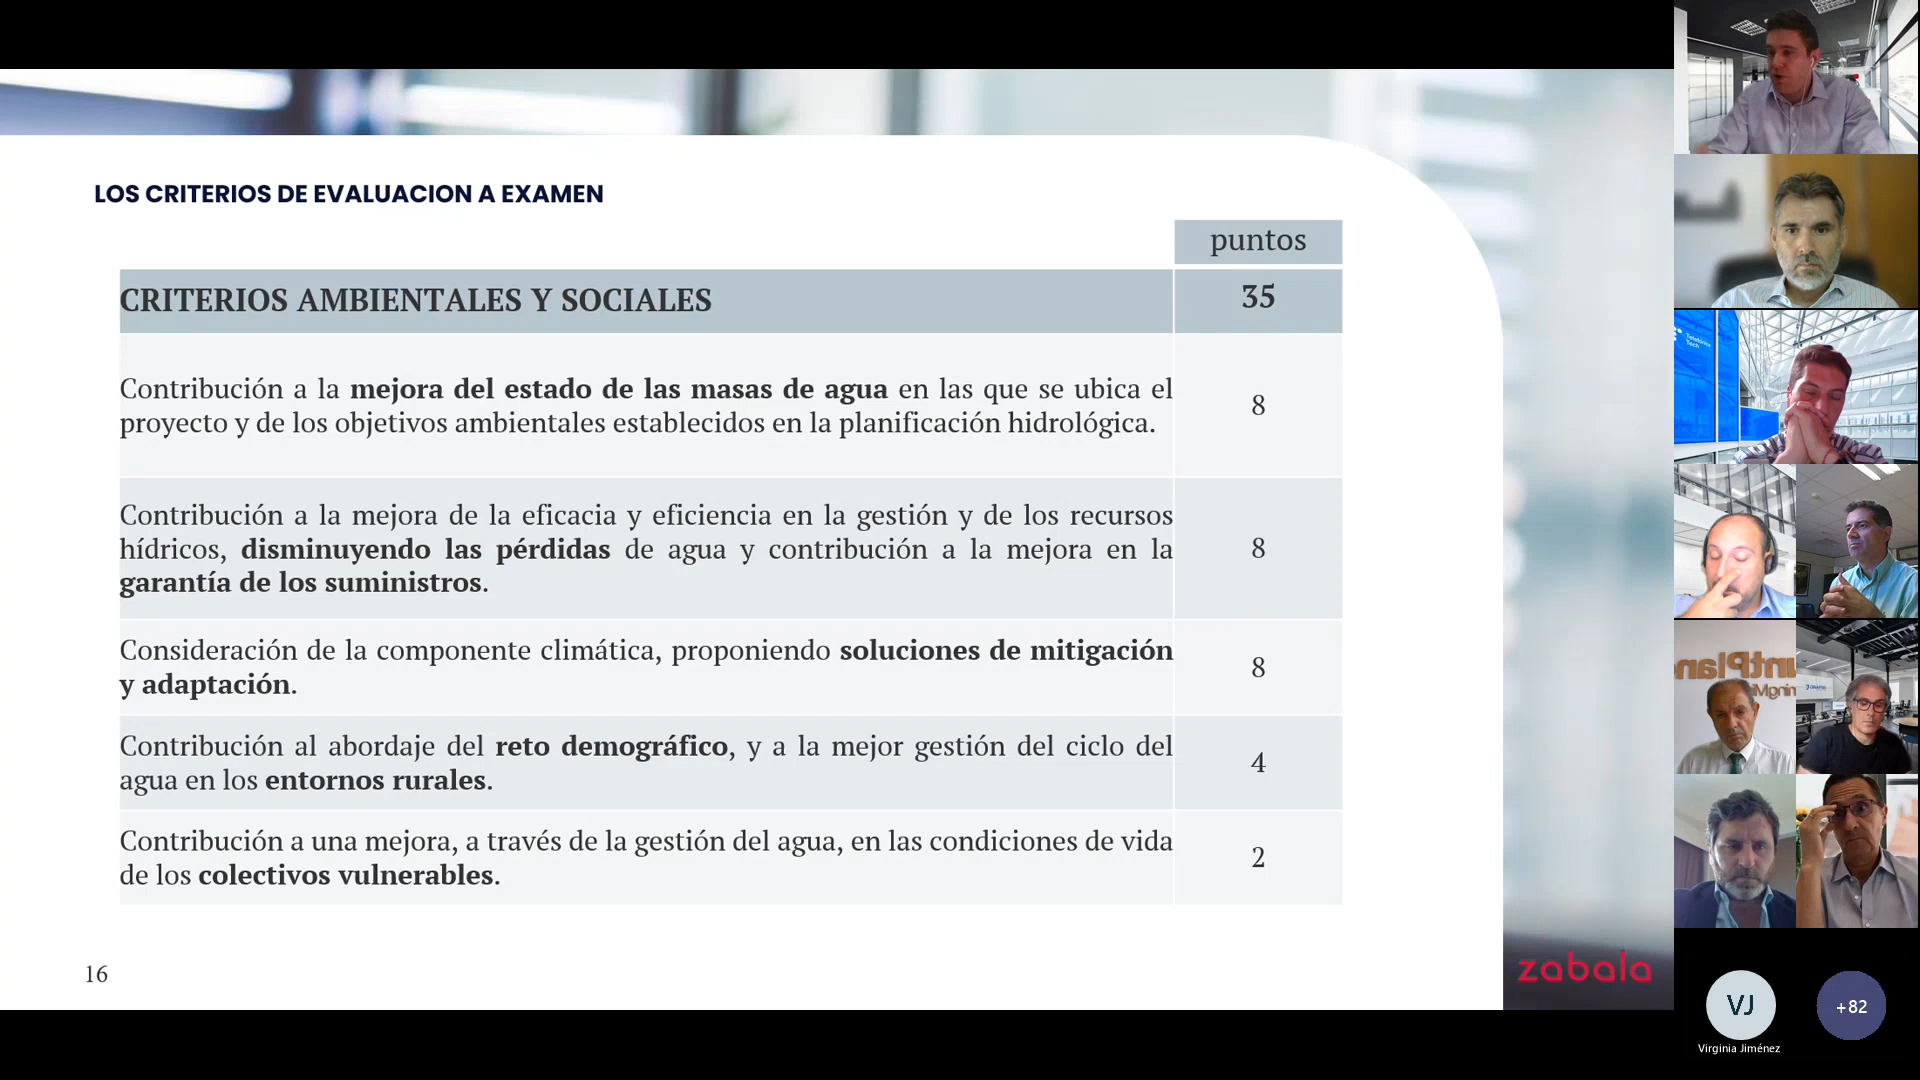 LOS CRITERIOS DE EVALUACION A EXAMEN
puntos
CRITERIOS AMBIENTALES Y SOCIALES
35
Contribución a la mejora del estado de las masas de agua en las que se ubica el
proyecto y de los objetivos ambientales establecidos en la planificación hidrológica.
8
Contribución a la mejora de la eficacia y eficiencia en la gestión y de los recursos
hídricos, disminuyendo las pérdidas de agua y contribución a la mejora en la
garantía de los suministros.
8
Consideración de la componente climática, proponiendo soluciones de mitigación
y adaptación.
8
Contribución al abordaje del reto demográfico, y a la mejor gestión del ciclo del
agua en los entornos rurales.
4
Contribución a una mejora, a través de la gestión del agua, en las condiciones de vida
de los colectivos vulnerables.
2
16
zabala
Telefónica
Tech
VJ
+82
Virginia Jiménez